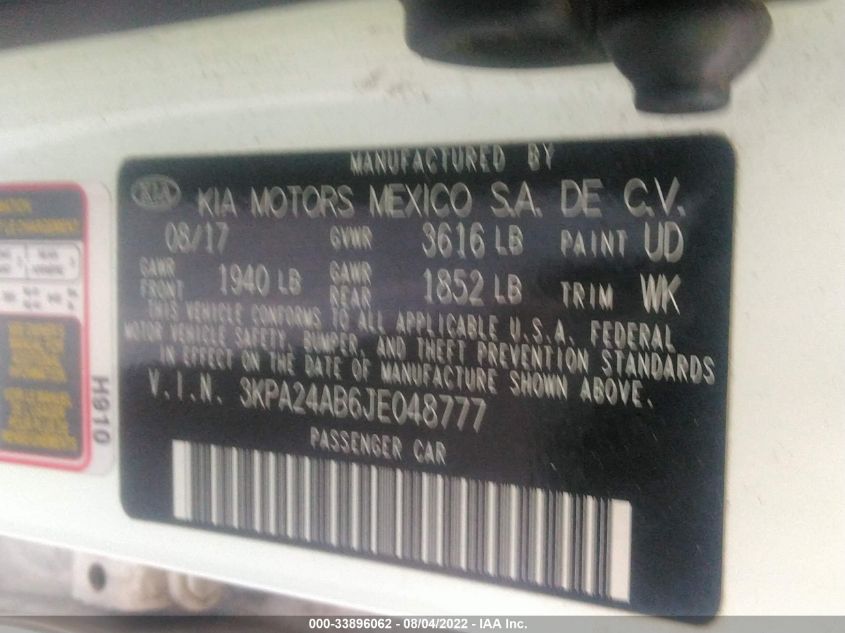 MANUFACTURED BY
KIA KIA MOTORS MEXICO S.A. DE C.V.
08/17 GVWR 3616 LB PAINT UD
GAWR FRONT 1940 LB GAWR REAR 1852 LB TRIM WK
THIS VEHICLE CONFORMS TO ALL APPLICABLE U.S.A. FEDERAL
MOTOR VEHICLE SAFETY, BUMPER, AND THEFT PREVENTION STANDARDS
IN EFFECT ON THE DATE OF MANUFACTURE SHOWN ABOVE.
V.I.N. 3KPA24AB6JE048777
PASSENGER CAR
H910
000-33896062 - 08/04/2022 - IAA Inc.